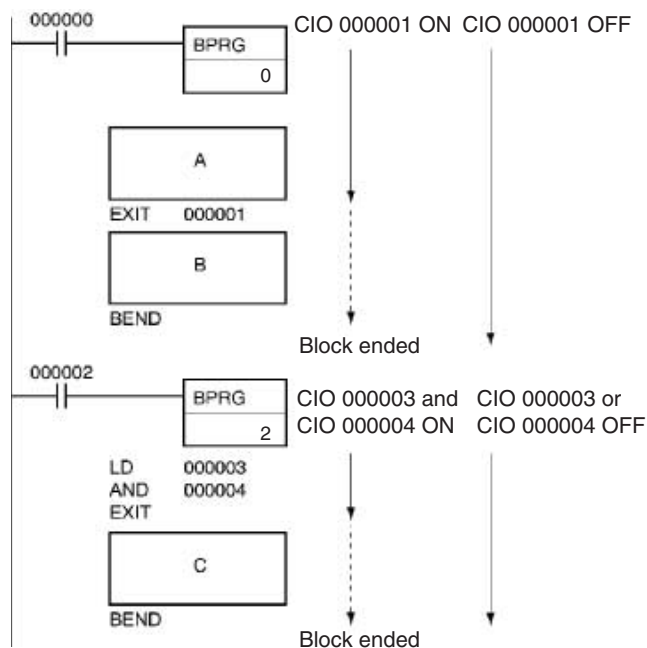 000000
BPRG
0
CIO 000001 ON CIO 000001 OFF
A
EXIT 000001
B
BEND
Block ended
000002
BPRG
2
CIO 000003 and
CIO 000004 ON
CIO 000003 or
CIO 000004 OFF
LD 000003
AND 000004
EXIT
C
BEND
Block ended